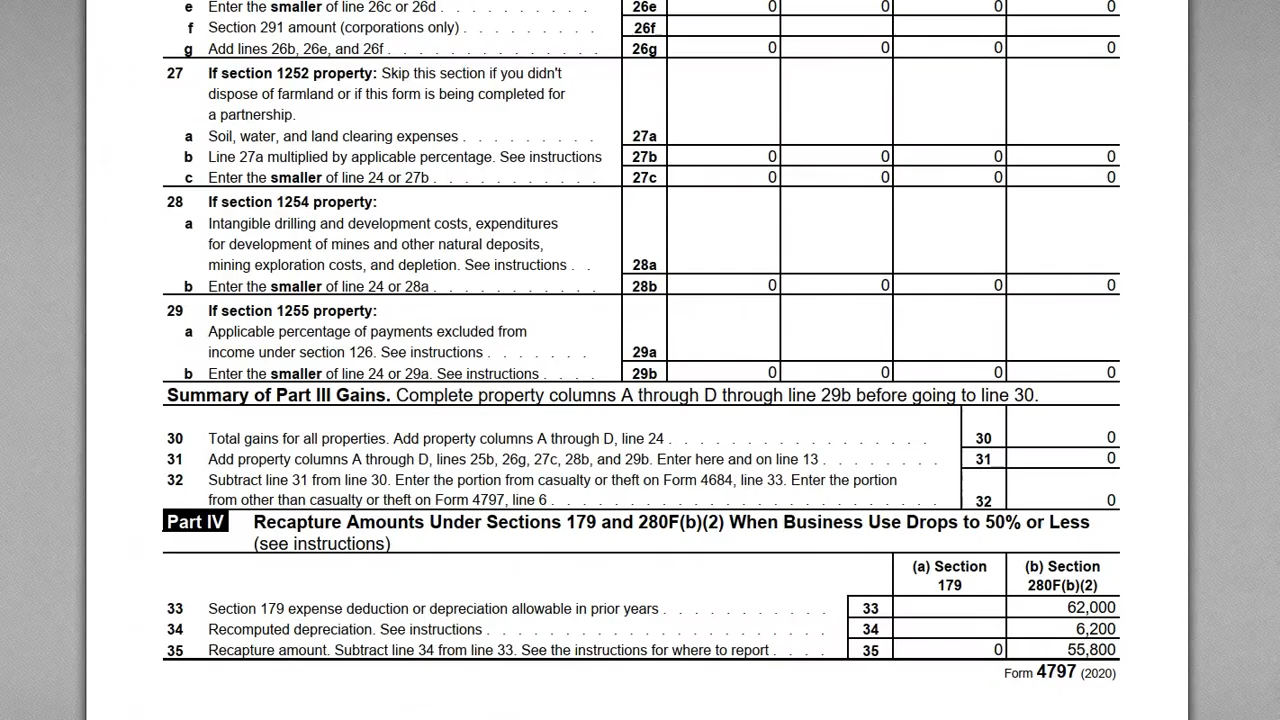 e Enter the smaller of line 26c or 26d . . . . . . . . . 26e 0 0 0 0
f Section 291 amount (corporations only) . . . . . . . . 26f
g Add lines 26b, 26e, and 26f . . . . . . . . . . . . . 26g 0 0 0 0
27 If section 1252 property: Skip this section if you didn't
dispose of farmland or if this form is being completed for
a partnership.
a Soil, water, and land clearing expenses . . . . . . . . 27a
b Line 27a multiplied by applicable percentage. See instructions 27b 0 0 0 0
c Enter the smaller of line 24 or 27b . . . . . . . . . . . 27c 0 0 0 0
28 If section 1254 property:
a Intangible drilling and development costs, expenditures
for development of mines and other natural deposits,
mining exploration costs, and depletion. See instructions . . 28a
b Enter the smaller of line 24 or 28a . . . . . . . . . . . 28b 0 0 0 0
29 If section 1255 property:
a Applicable percentage of payments excluded from
income under section 126. See instructions . . . . . . . 29a
b Enter the smaller of line 24 or 29a. See instructions . . . . 29b 0 0 0 0
Summary of Part III Gains. Complete property columns A through D through line 29b before going to line 30.
30 Total gains for all properties. Add property columns A through D, line 24 . . . . . . . . . . . . . . . . . 30 0
31 Add property columns A through D, lines 25b, 26g, 27c, 28b, and 29b. Enter here and on line 13 . . . . . . . . 31 0
32 Subtract line 31 from line 30. Enter the portion from casualty or theft on Form 4684, line 33. Enter the portion
from other than casualty or theft on Form 4797, line 6 . . . . . . . . . . . . . . . . . . . . . . . . 32 0
Part IV Recapture Amounts Under Sections 179 and 280F(b)(2) When Business Use Drops to 50% or Less
(see instructions)
(a) Section (b) Section
179 280F(b)(2)
33 Section 179 expense deduction or depreciation allowable in prior years . . . . . . . . . . . 33 62,000
34 Recomputed depreciation. See instructions . . . . . . . . . . . . . . . . . . . . . 34 6,200
35 Recapture amount. Subtract line 34 from line 33. See the instructions for where to report . . . . 35 0 55,800
Form 4797 (2020)